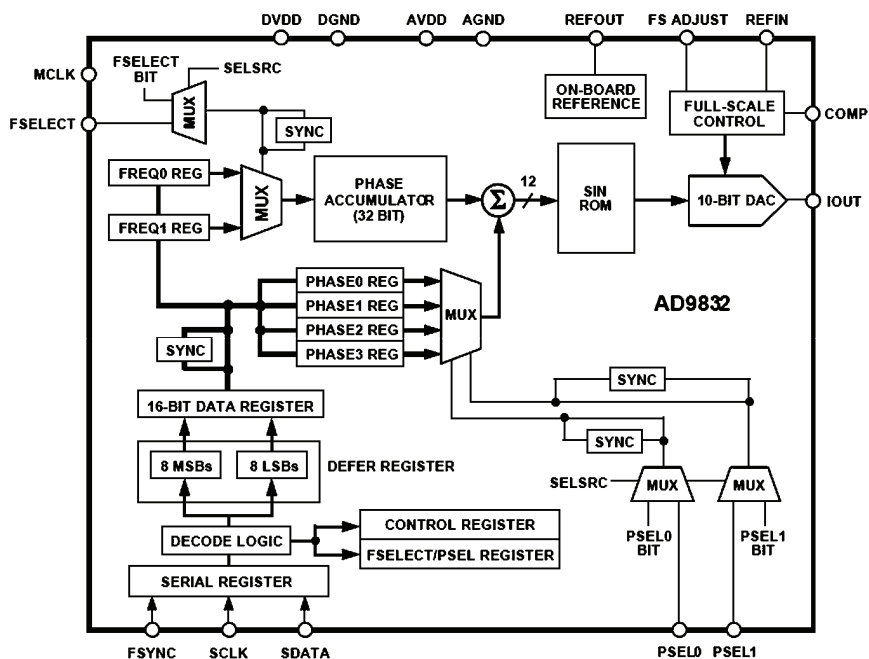 DVDD DGND AVDD AGND REFOUT FS ADJUST REFIN
MCLK
FSELECT
BIT
SELSRC
MUX
FSELECT
SYNC
ON-BOARD
REFERENCE
FULL-SCALE
CONTROL
COMP
FREQ0 REG
FREQ1 REG
MUX
PHASE
ACCUMULATOR
(32 BIT)
Σ
12
SIN
ROM
10-BIT DAC
IOUT
PHASE0 REG
PHASE1 REG
PHASE2 REG
PHASE3 REG
MUX
AD9832
SYNC
SYNC
SYNC
16-BIT DATA REGISTER
8 MSBs
8 LSBs
DEFER REGISTER
SELSRC
MUX
MUX
PSEL0
BIT
PSEL1
BIT
DECODE LOGIC
CONTROL REGISTER
FSELECT/PSEL REGISTER
SERIAL REGISTER
FSYNC SCLK SDATA PSEL0 PSEL1